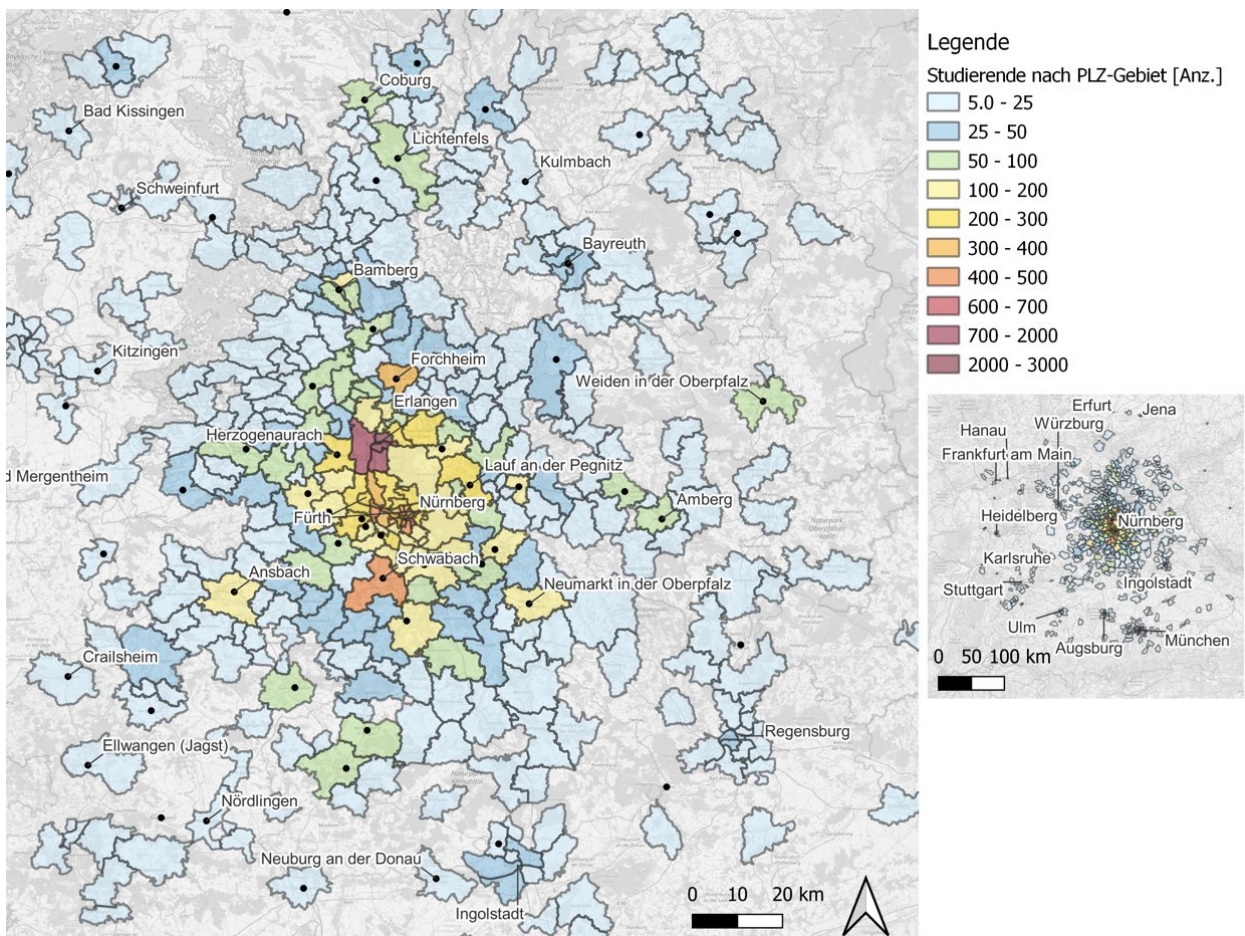 Coburg
Bad Kissingen
Lichtenfels
Kulmbach
Schweinfurt
Bayreuth
Bamberg
Kitzingen
Forchheim
Weiden in der Oberpfalz
Erlangen
Herzogenaurach
Lauf an der Pegnitz
d Mergentheim
Nürnberg
Amberg
Fürth
Schwabach
Ansbach
Neumarkt in der Oberpfalz
Crailsheim
Regensburg
Ellwangen (Jagst)
Nördlingen
Neuburg an der Donau
Ingolstadt
0 10 20 km
Legende
Studierende nach PLZ-Gebiet [Anz.]
5.0 - 25
25 - 50
50 - 100
100 - 200
200 - 300
300 - 400
400 - 500
600 - 700
700 - 2000
2000 - 3000
Erfurt
Jena
Hanau
Würzburg
Frankfurt am Main
Heidelberg
Nürnberg
Karlsruhe
Stuttgart
Ingolstadt
Ulm
Augsburg
München
0 50 100 km